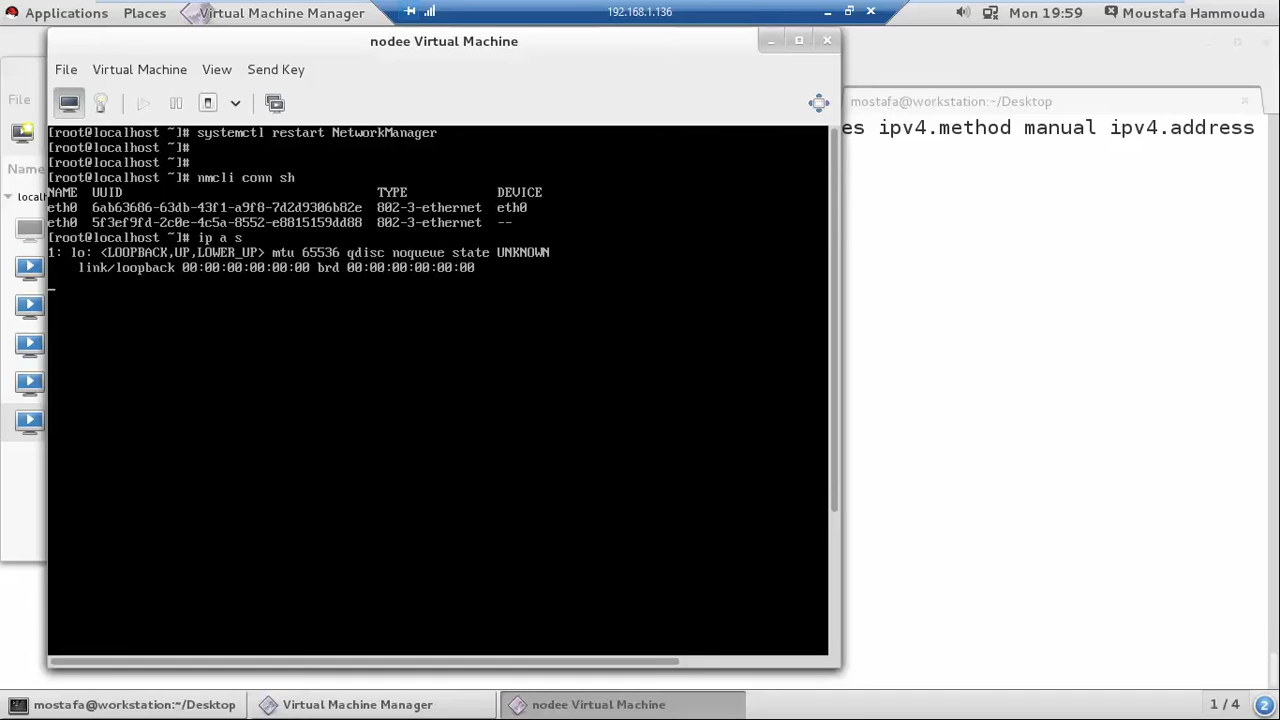 Applications Places Virtual Machine Manager 192.168.1.136 Mon 19:59 Moustafa Hammouda
nodee Virtual Machine
File Virtual Machine View Send Key
File
mostafa@workstation:~/Desktop
es ipv4.method manual ipv4.address
Name
local
[root@localhost ~]# systemctl restart NetworkManager
[root@localhost ~]#
[root@localhost ~]#
[root@localhost ~]# nmcli conn sh
NAME UUID TYPE DEVICE
eth0 6ab63686-63db-43f1-a9f8-7d2d9306b82e 802-3-ethernet eth0
eth0 5f3ef9fd-2c0e-4c5a-8552-e8815159dd88 802-3-ethernet --
[root@localhost ~]# ip a s
1: lo: <LOOPBACK,UP,LOWER_UP> mtu 65536 qdisc noqueue state UNKNOWN
link/loopback 00:00:00:00:00:00 brd 00:00:00:00:00:00
mostafa@workstation:~/Desktop Virtual Machine Manager nodee Virtual Machine 1 / 4 2